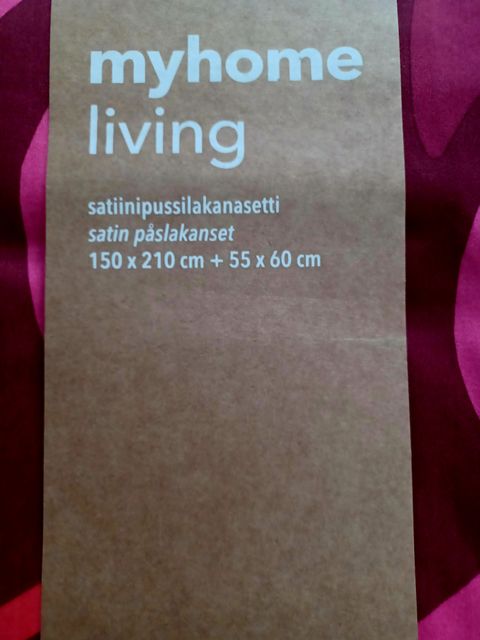 myhome
living
satiinipussilakanasetti
satin påslakanset
150 x 210 cm + 55 x 60 cm